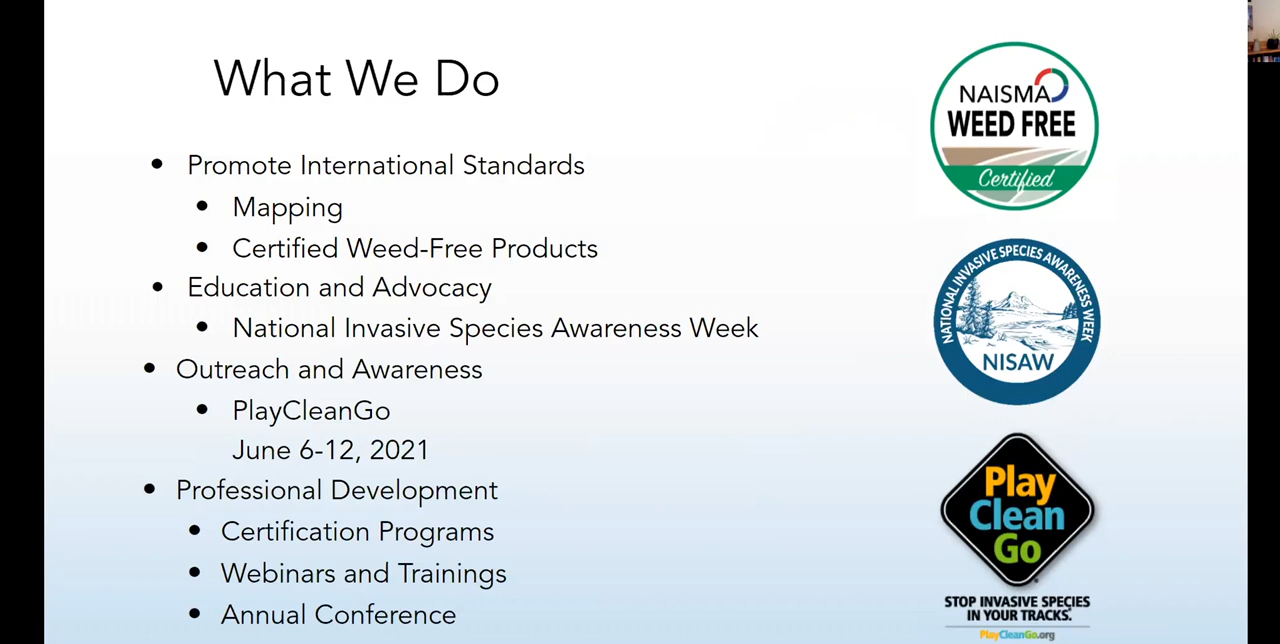 What We Do
• Promote International Standards
• Mapping
• Certified Weed-Free Products
• Education and Advocacy
• National Invasive Species Awareness Week
• Outreach and Awareness
• PlayCleanGo
June 6-12, 2021
• Professional Development
• Certification Programs
• Webinars and Trainings
• Annual Conference
NAISMA
WEED FREE
Certified
NATIONAL INVASIVE SPECIES AWARENESS WEEK
NISAW
Play
Clean
Go
STOP INVASIVE SPECIES
IN YOUR TRACKS.
PlayCleanGo.org